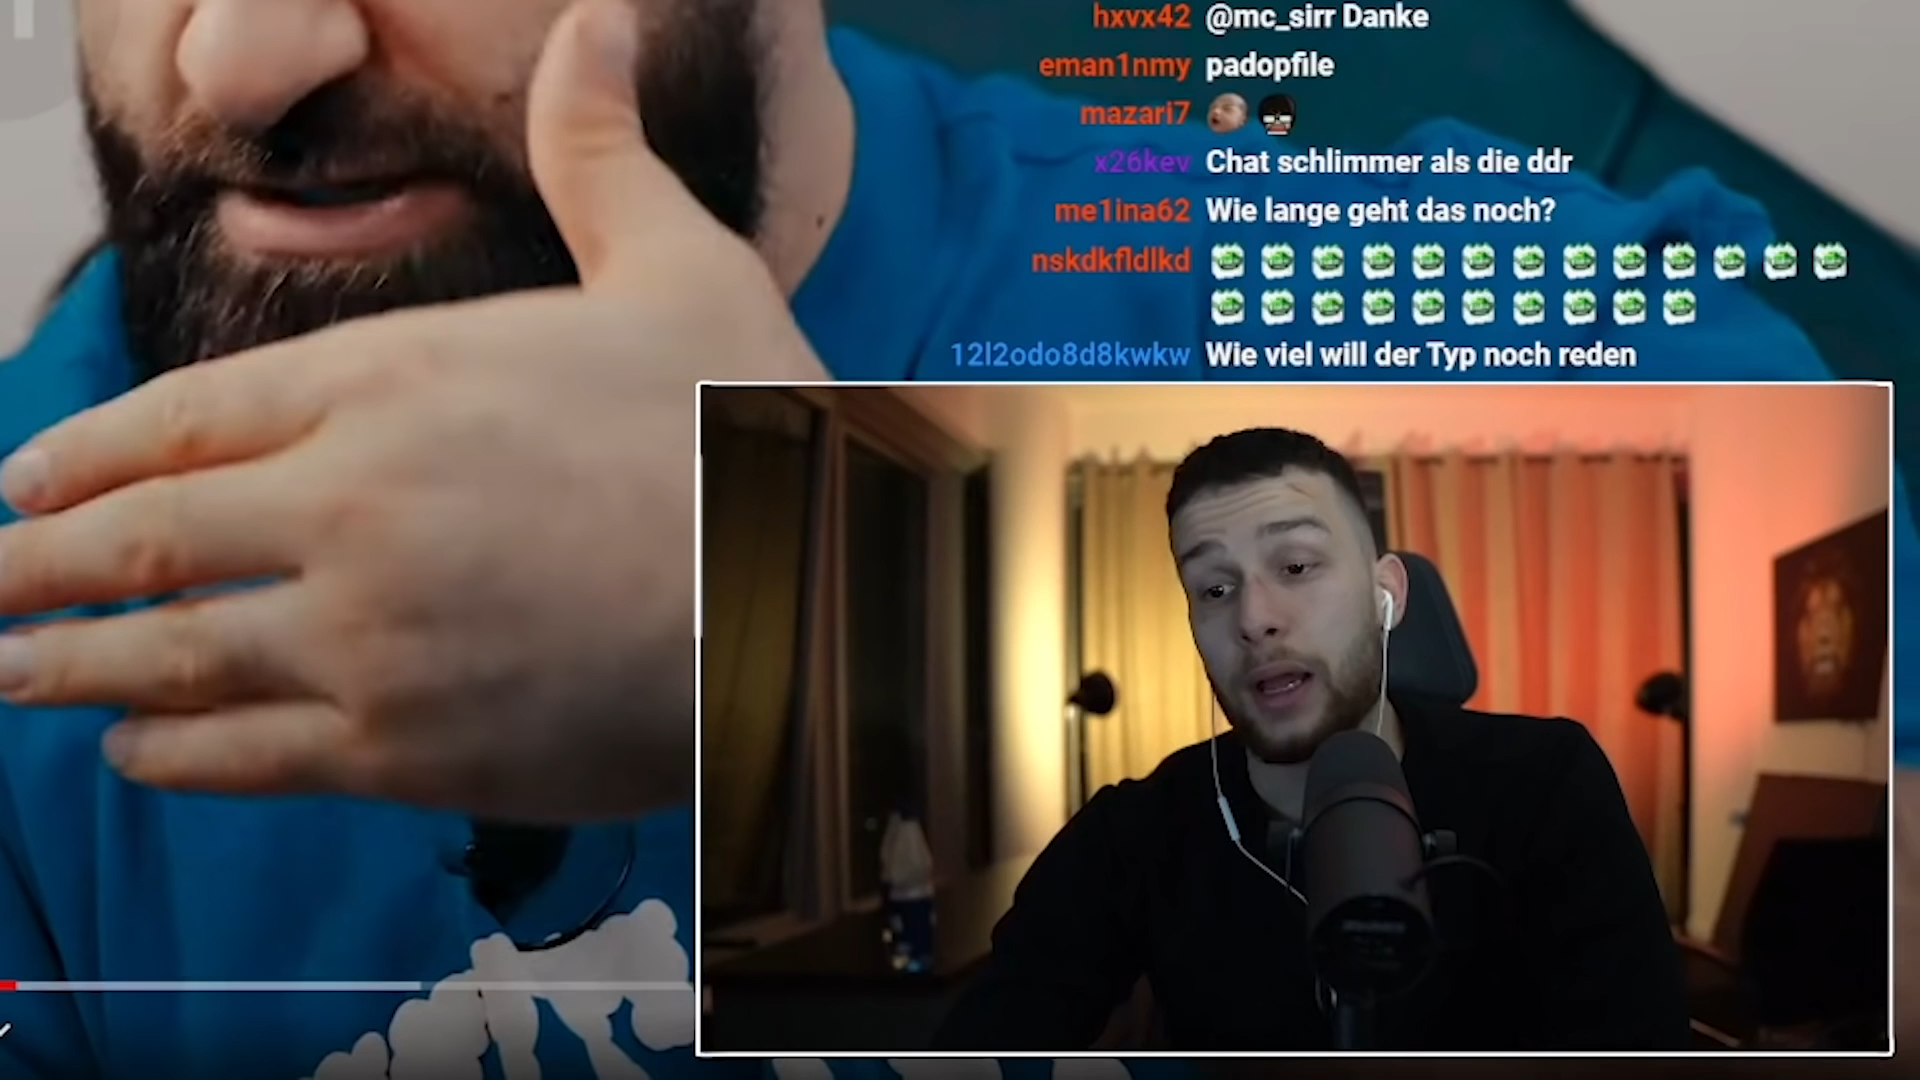 hxvx42 @mc_sirr Danke
eman1nmy padopfile
mazari7
x26kev Chat schlimmer als die ddr
me1ina62 Wie lange geht das noch?
nskdkfldlkd
12l2odo8d8kwkw Wie viel will der Typ noch reden